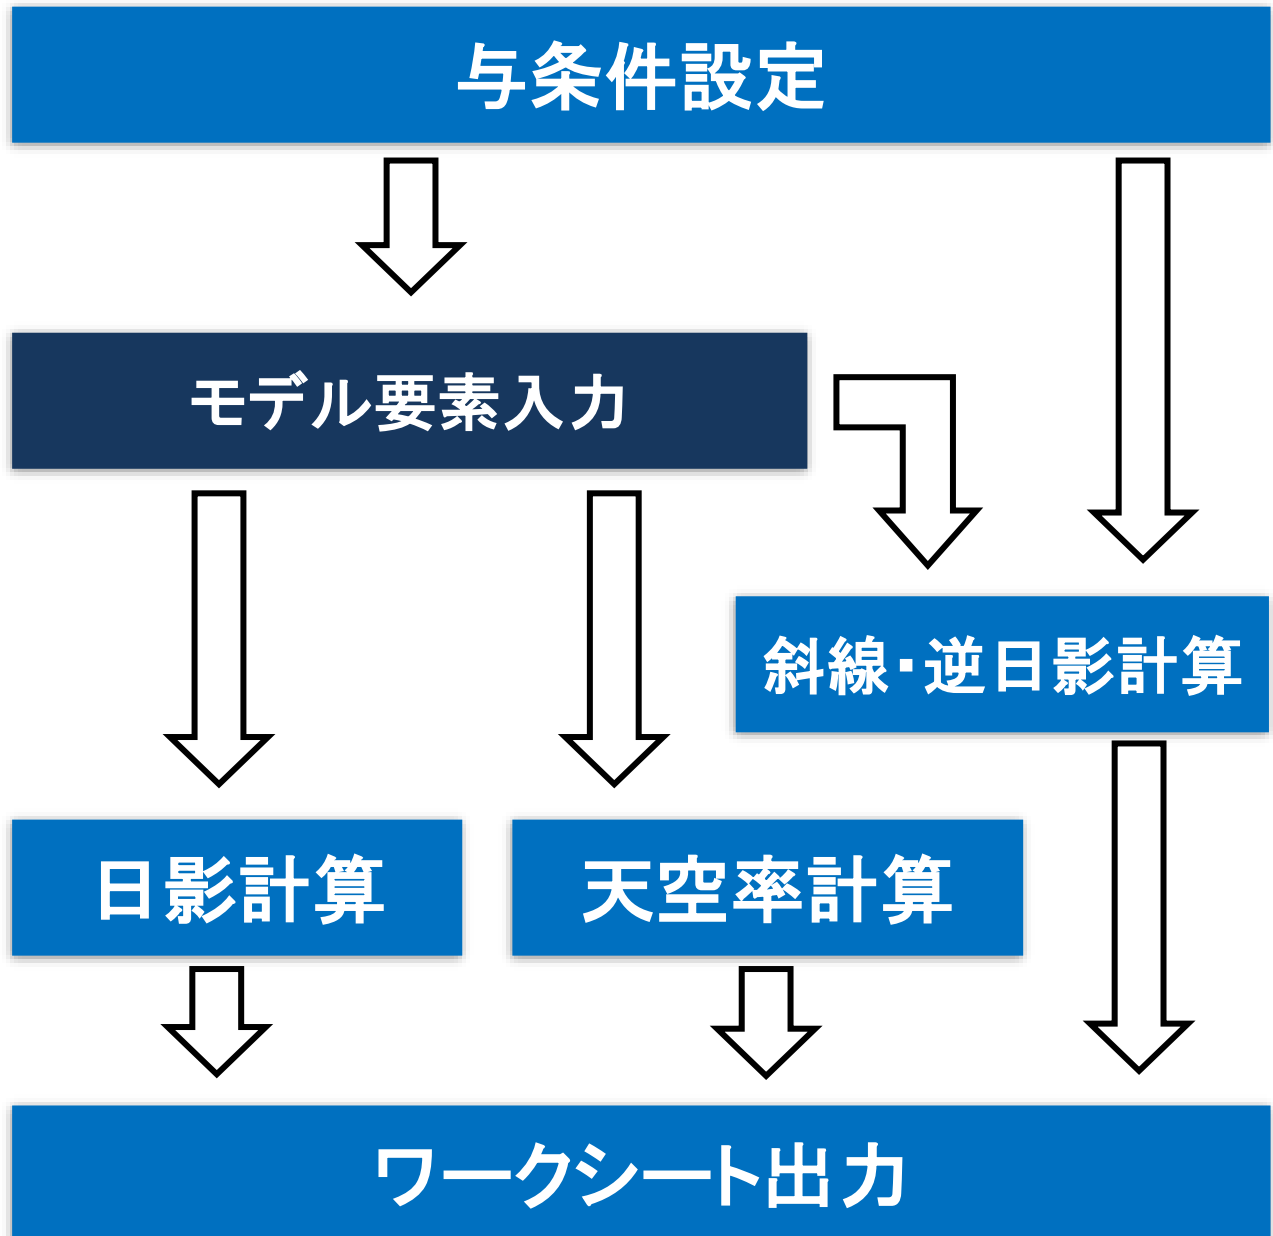 与条件設定
モデル要素入力
斜線・逆日影計算
日影計算
天空率計算
ワークシート出力